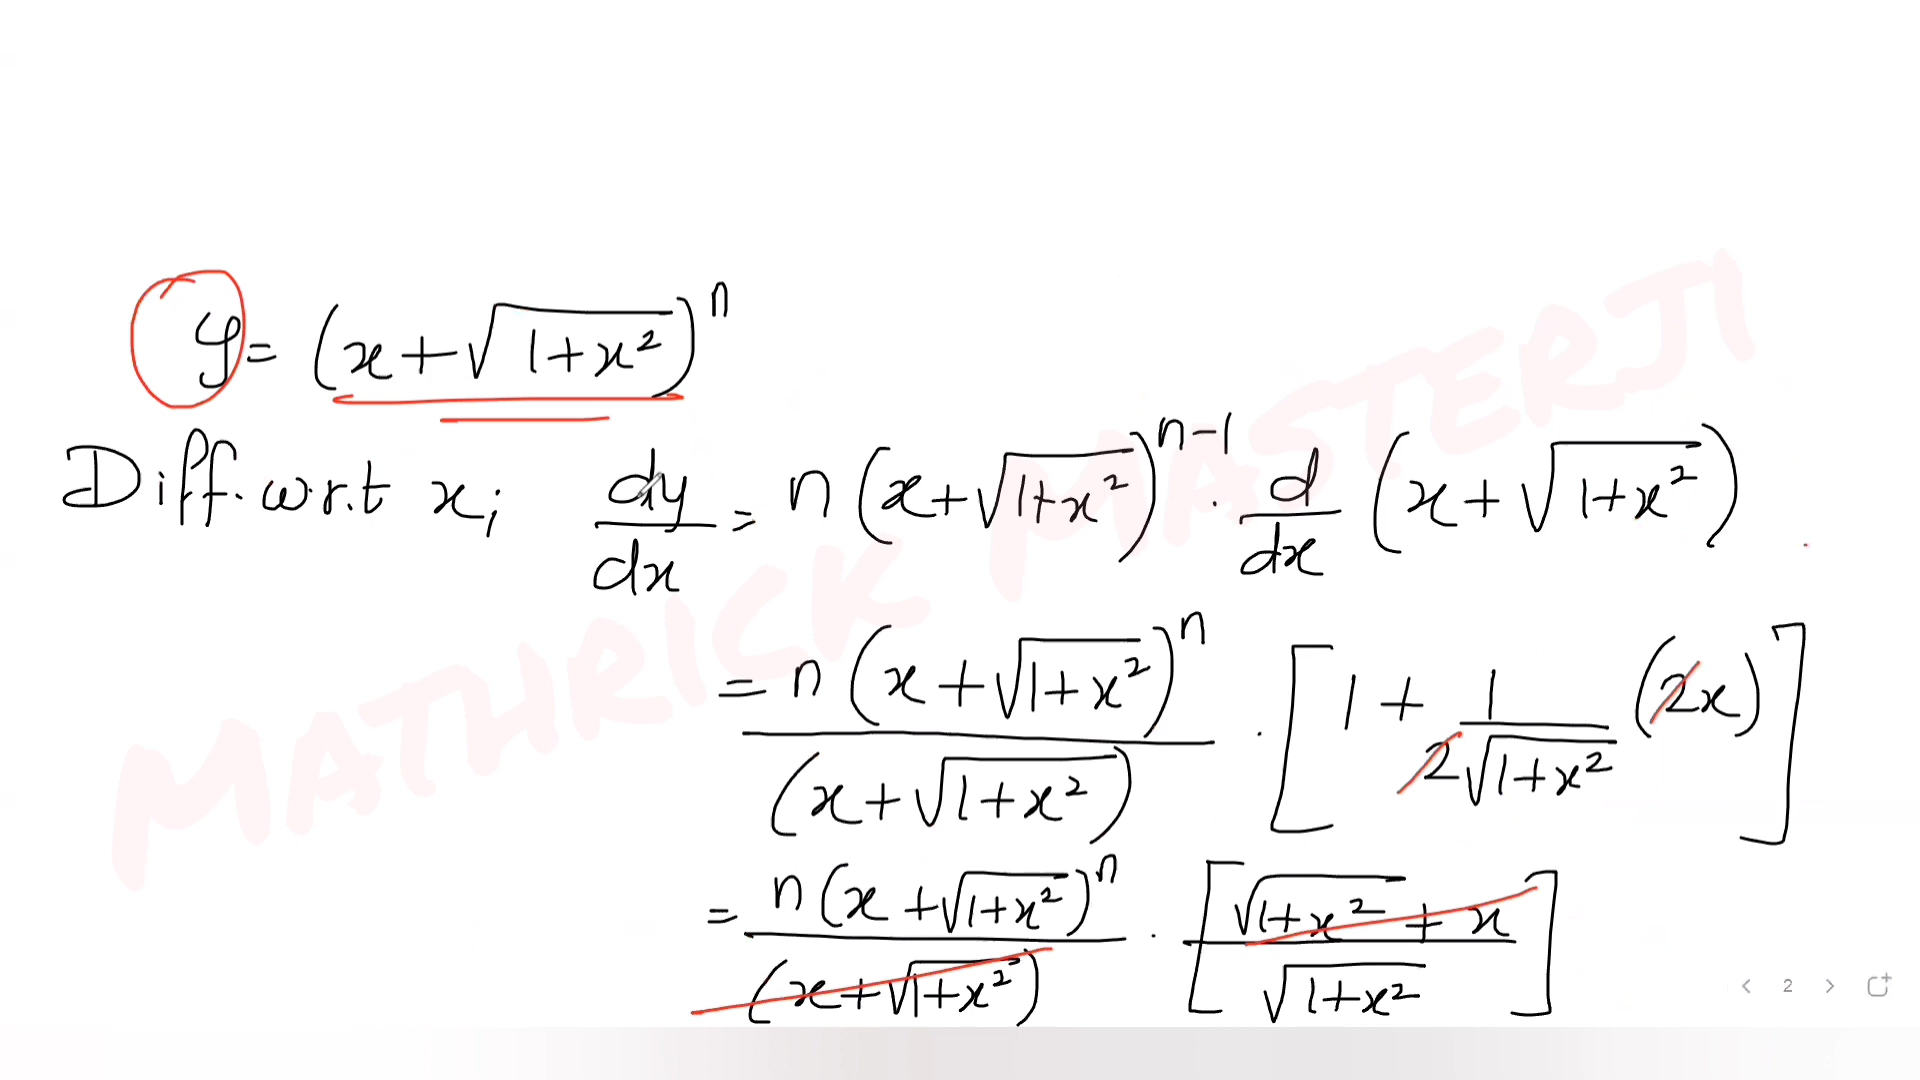 y = (x + √1+x²)ⁿ
Diff. w.r.t x; dy/dx = n(x + √1+x²)ⁿ⁻¹ · d/dx (x + √1+x²)
= n(x + √1+x²)ⁿ / (x + √1+x²) · [1 + 1/2√1+x² (2x)]
= n(x + √1+x²)ⁿ / (x + √1+x²) · [√1+x² + x / √1+x²]
MATHRICK MASTERJI
< 2 >